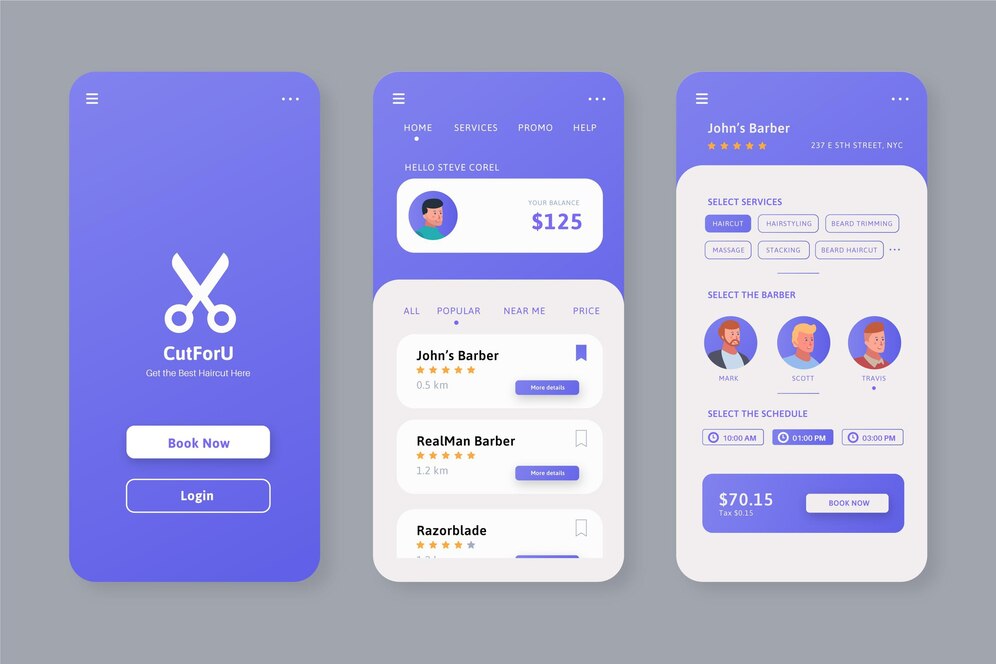 CutForU
Get the Best Haircut Here
Book Now
Login
HOME SERVICES PROMO HELP
HELLO STEVE COREL
YOUR BALANCE
$125
ALL POPULAR NEAR ME PRICE
John's Barber
0.5 km
More details
RealMan Barber
1.2 km
More details
Razorblade
John's Barber
237 E 5TH STREET, NYC
SELECT SERVICES
HAIRCUT HAIRSTYLING BEARD TRIMMING
MASSAGE STACKING BEARD HAIRCUT
SELECT THE BARBER
MARK SCOTT TRAVIS
SELECT THE SCHEDULE
10:00 AM 01:00 PM 03:00 PM
$70.15
Tax $0.15
BOOK NOW